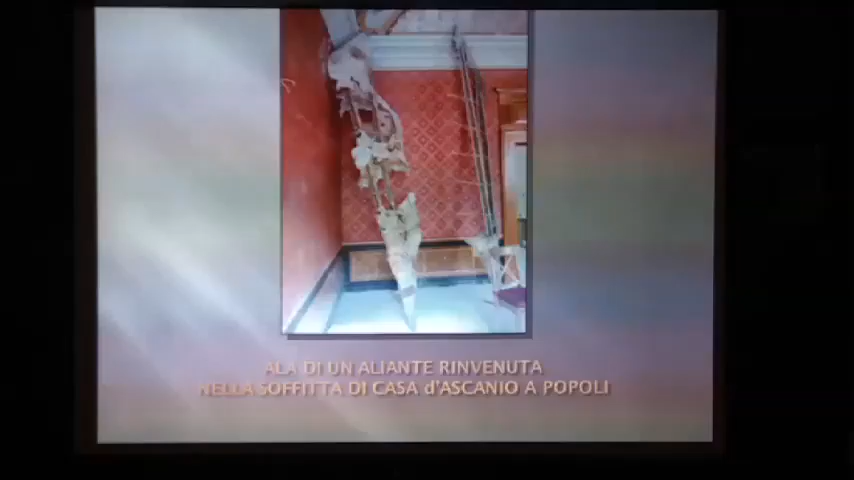 ALA DI UN ALIANTE RINVENUTA
NELLA SOFFITTA DI CASA d'ASCANIO A POPOLI